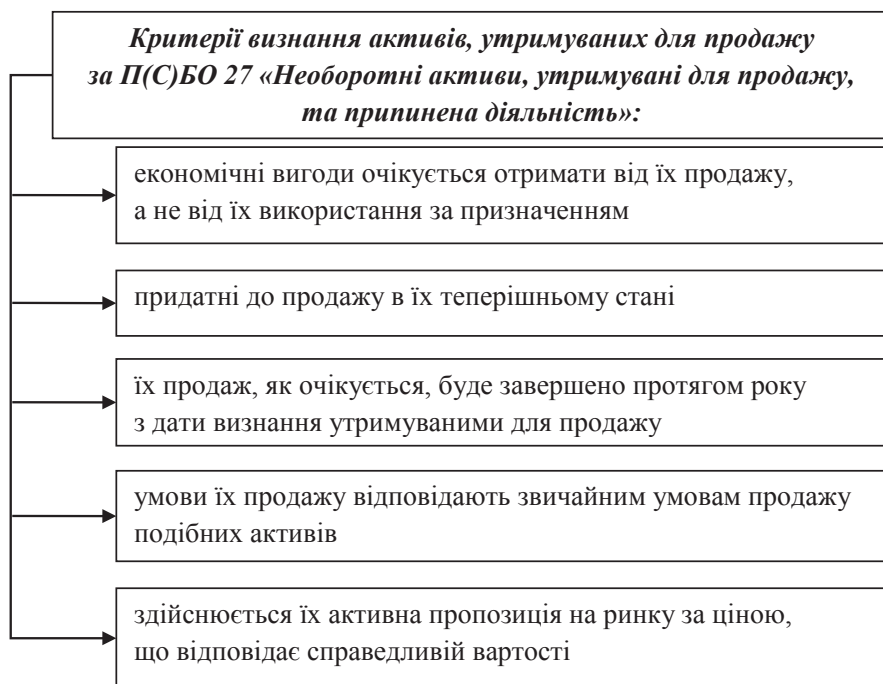 Критерії визнання активів, утримуваних для продажу
за П(С)БО 27 «Необоротні активи, утримувані для продажу,
та припинена діяльність»:
економічні вигоди очікується отримати від їх продажу,
а не від їх використання за призначенням
придатні до продажу в їх теперішньому стані
їх продаж, як очікується, буде завершено протягом року
з дати визнання утримуваними для продажу
умови їх продажу відповідають звичайним умовам продажу
подібних активів
здійснюється їх активна пропозиція на ринку за ціною,
що відповідає справедливій вартості